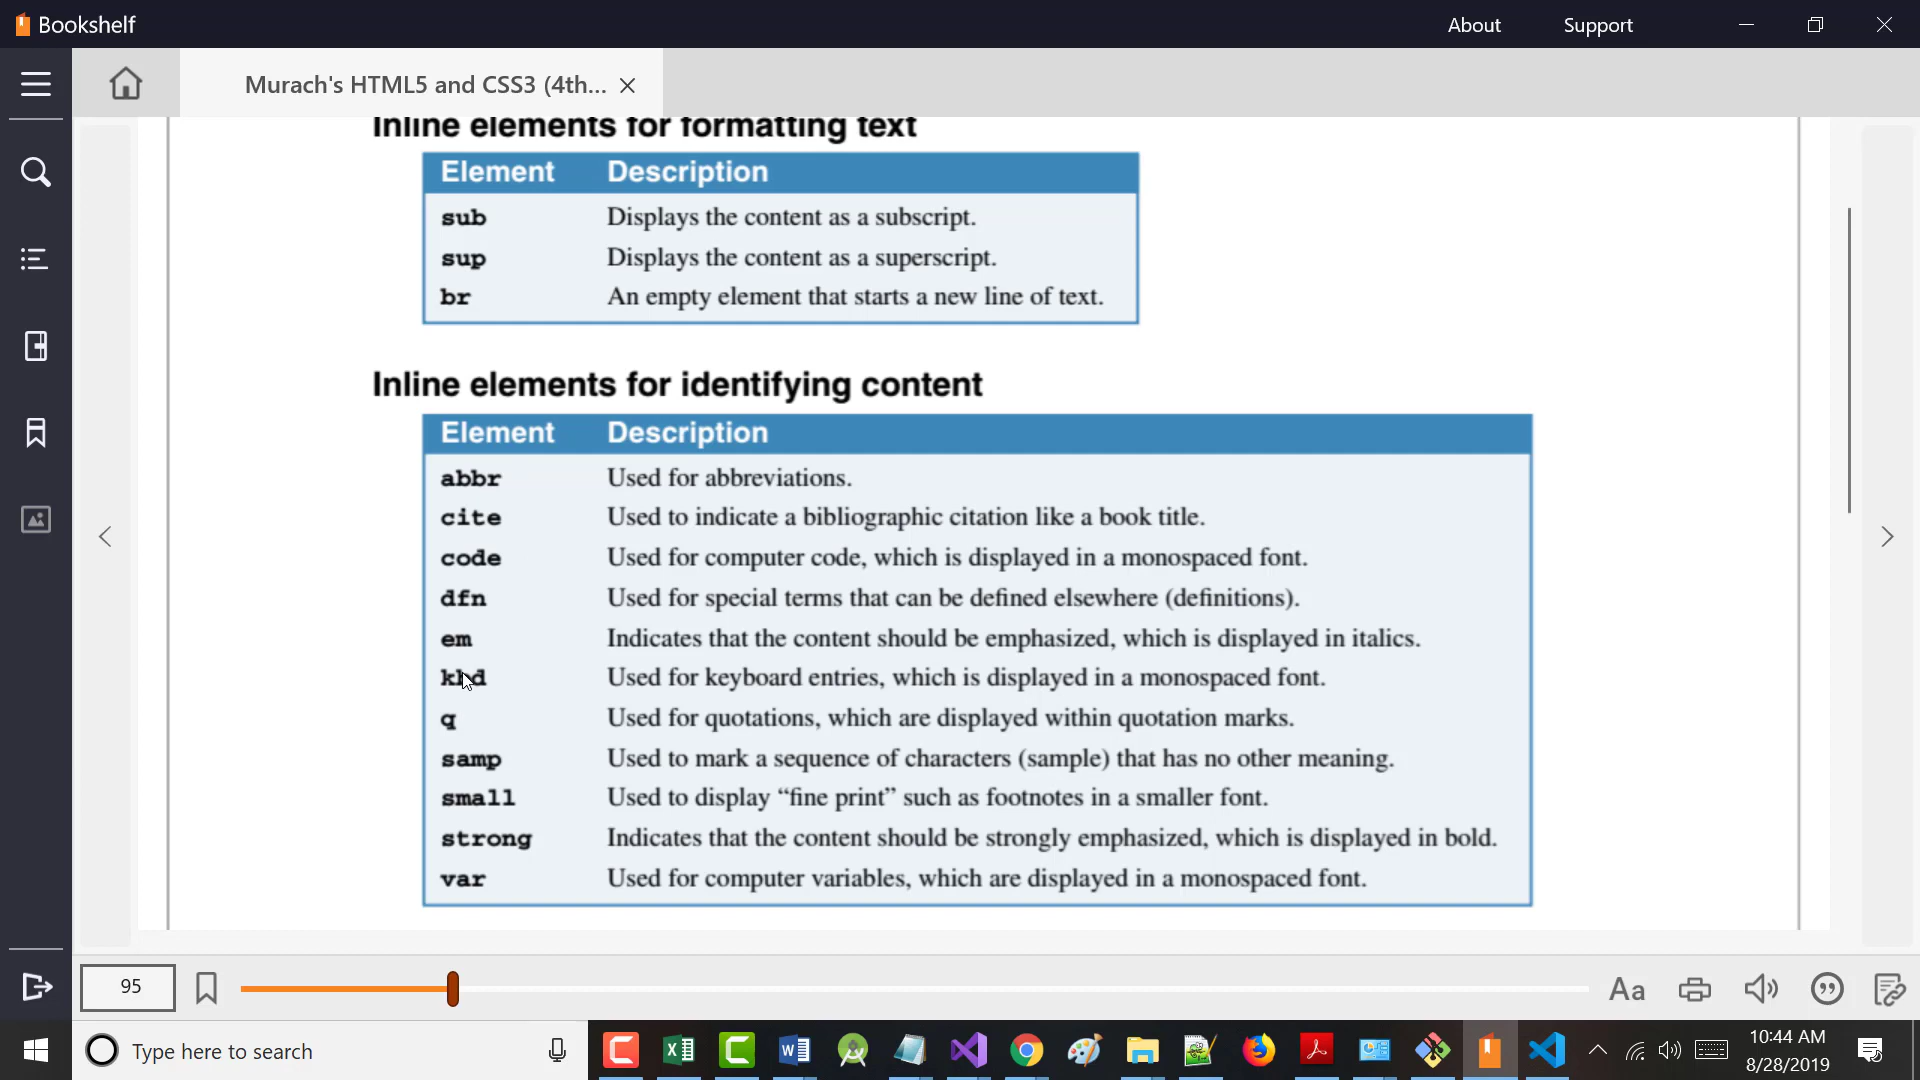 Bookshelf
About
Support
Murach's HTML5 and CSS3 (4th...
Inline elements for formatting text
Element Description
sub Displays the content as a subscript.
sup Displays the content as a superscript.
br An empty element that starts a new line of text.
Inline elements for identifying content
Element Description
abbr Used for abbreviations.
cite Used to indicate a bibliographic citation like a book title.
code Used for computer code, which is displayed in a monospaced font.
dfn Used for special terms that can be defined elsewhere (definitions).
em Indicates that the content should be emphasized, which is displayed in italics.
kbd Used for keyboard entries, which is displayed in a monospaced font.
q Used for quotations, which are displayed within quotation marks.
samp Used to mark a sequence of characters (sample) that has no other meaning.
small Used to display “fine print” such as footnotes in a smaller font.
strong Indicates that the content should be strongly emphasized, which is displayed in bold.
var Used for computer variables, which are displayed in a monospaced font.
95
Aa
Type here to search
10:44 AM
8/28/2019